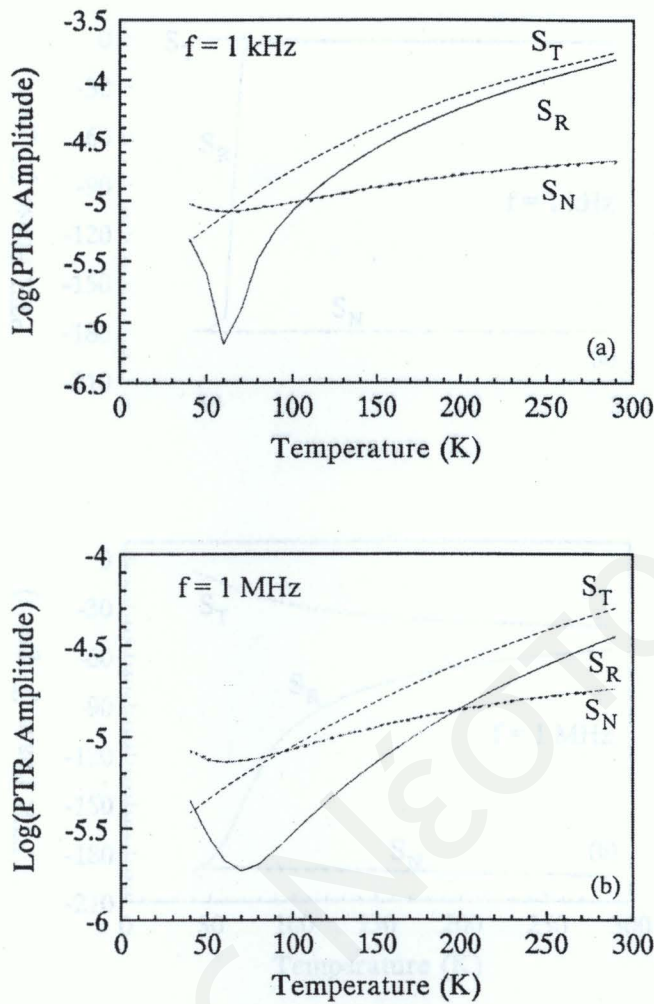 -3.5
-4
-4.5
-5
-5.5
-6
-6.5
Log(PTR Amplitude)
f = 1 kHz
S_T
S_R
S_N
(a)
0 50 100 150 200 250 300
Temperature (K)
-4
-4.5
-5
-5.5
-6
Log(PTR Amplitude)
f = 1 MHz
S_T
S_R
S_N
(b)
0 50 100 150 200 250 300
Temperature (K)